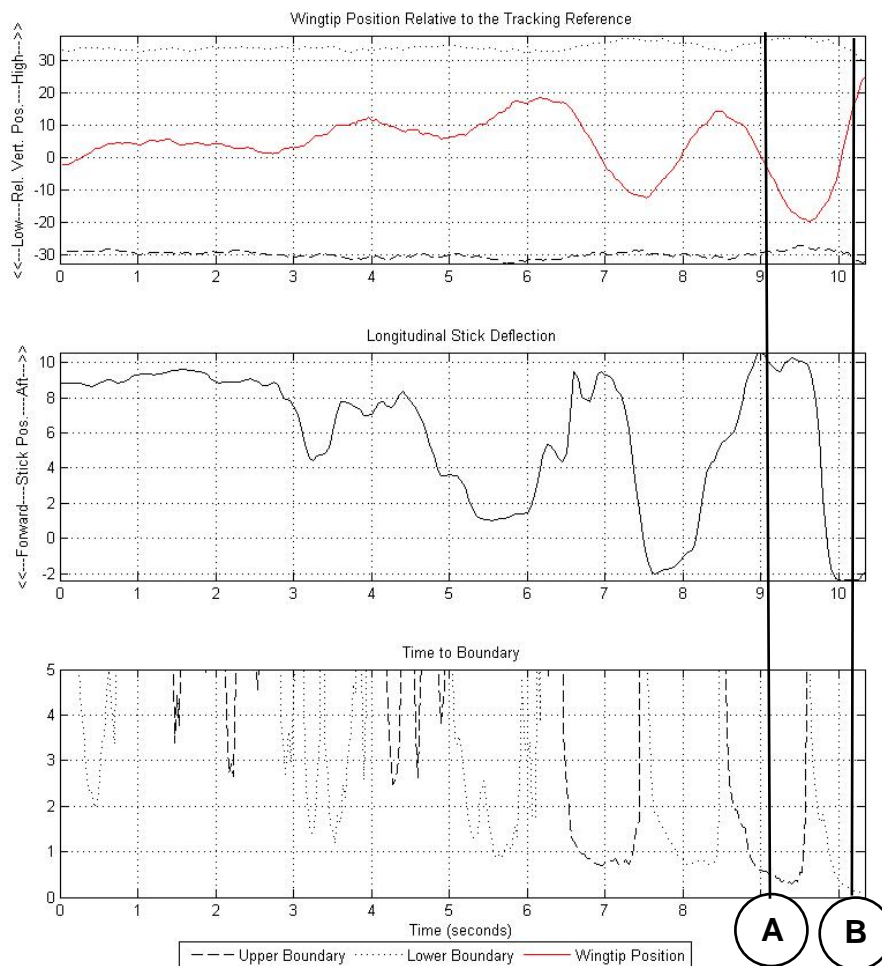 Wingtip Position Relative to the Tracking Reference
<<---Low---Rel. Vert. Pos.----High--->>
30
20
10
0
-10
-20
-30
0 1 2 3 4 5 6 7 8 9 10
Longitudinal Stick Deflection
<<---Forward----Stick Pos.----Aft--->>
10
8
6
4
2
0
-2
0 1 2 3 4 5 6 7 8 9 10
Time to Boundary
5
4
3
2
1
0
0 1 2 3 4 5 6 7 8 9 10
Time (seconds)
A B
Upper Boundary Lower Boundary Wingtip Position